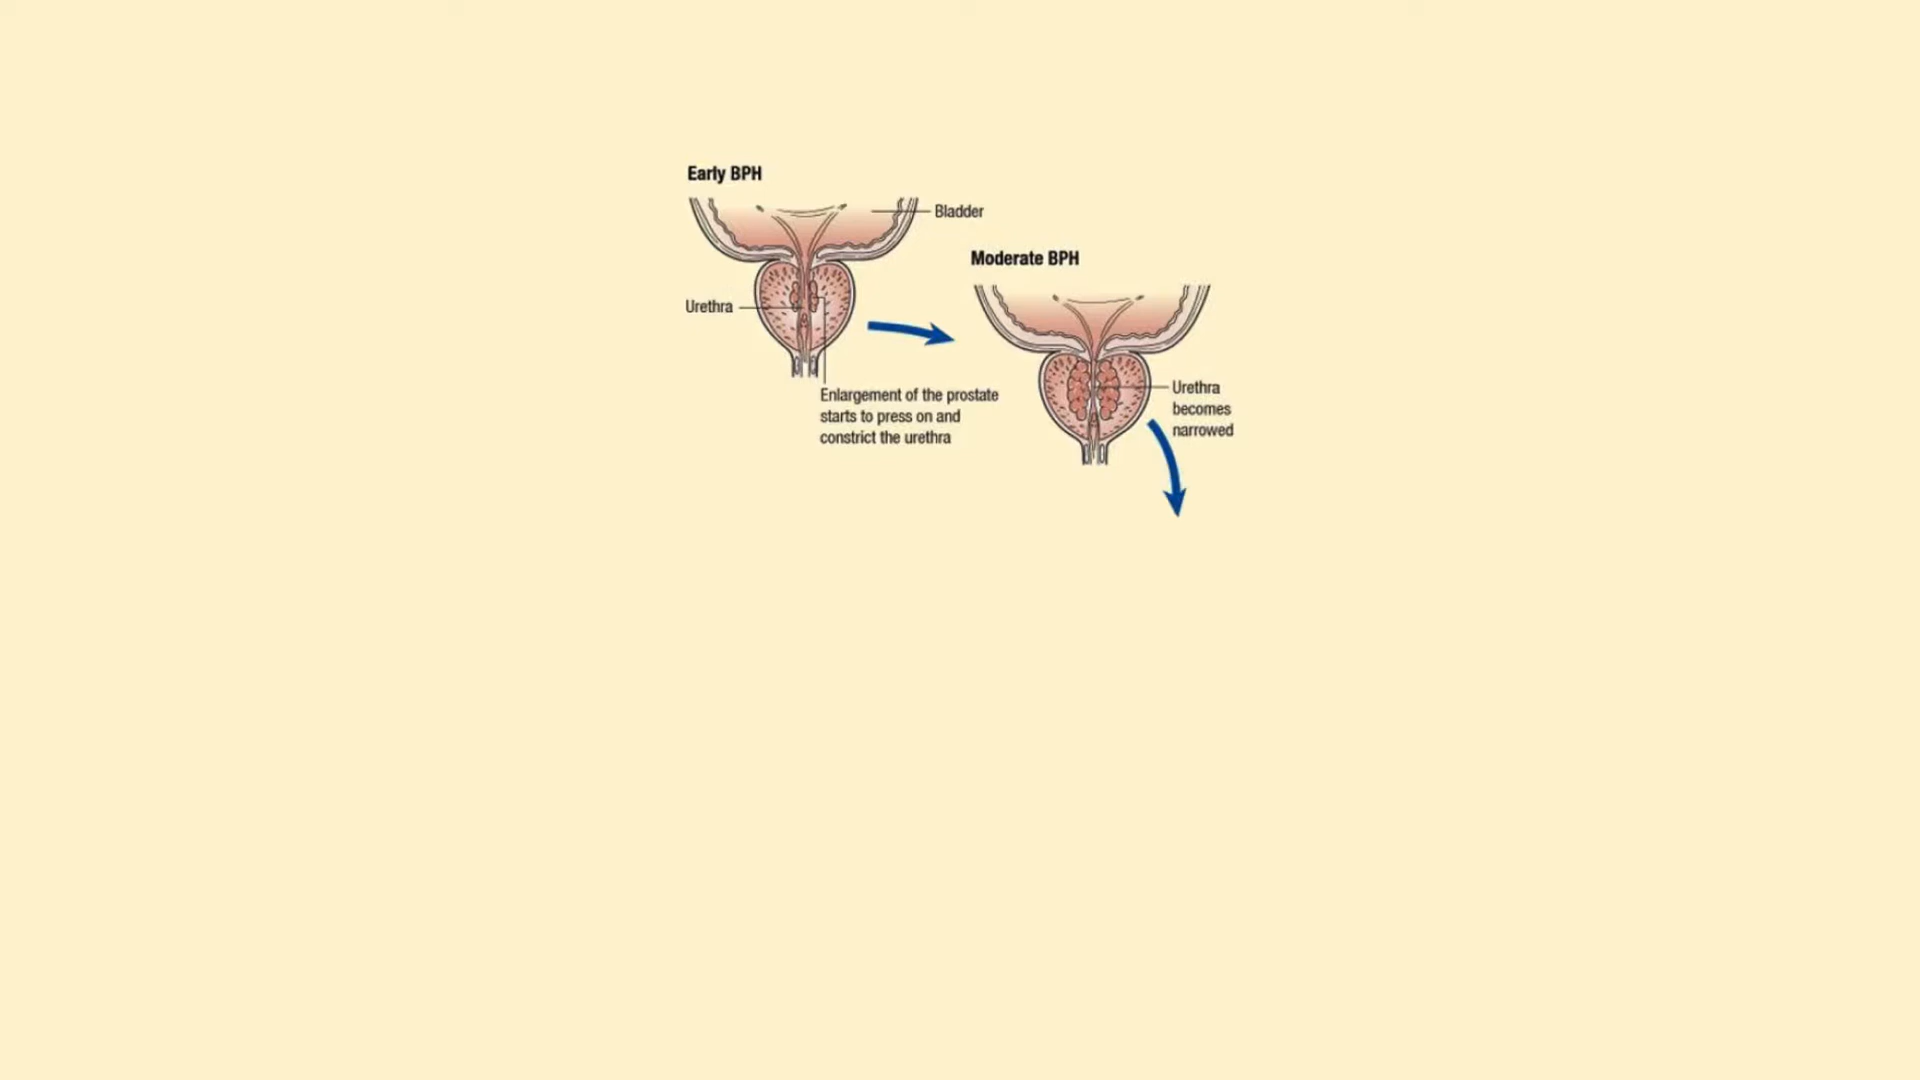 Early BPH
Bladder
Urethra
Enlargement of the prostate
starts to press on and
constrict the urethra
Moderate BPH
Urethra
becomes
narrowed